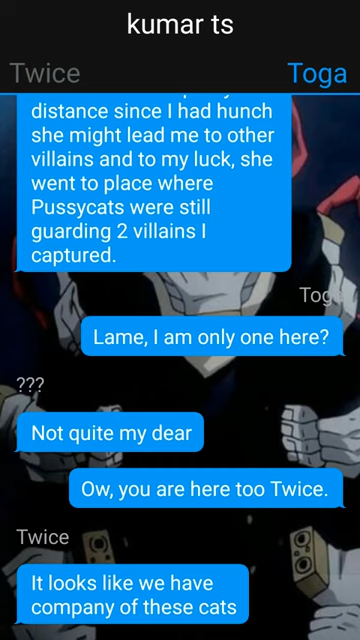 kumar ts
Twice
Toga
distance since I had hunch
she might lead me to other
villains and to my luck, she
went to place where
Pussycats were still
guarding 2 villains I
captured.
Toga
Lame, I am only one here?
???
Not quite my dear
Ow, you are here too Twice.
Twice
It looks like we have
company of these cats